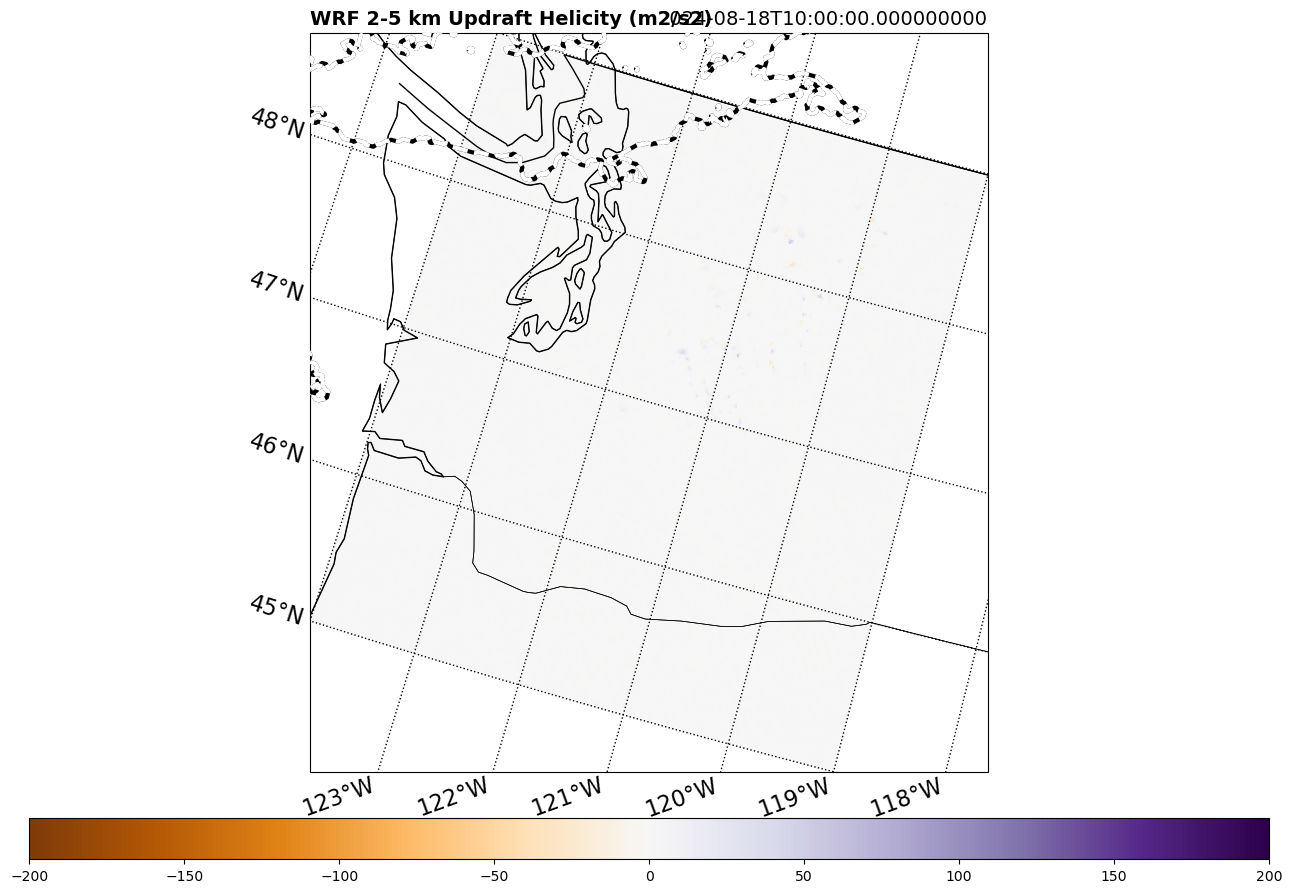 WRF 2-5 km Updraft Helicity (m2/s2) 2024-08-18T10:00:00.000000000
48°N
47°N
46°N
45°N
123°W 122°W 121°W 120°W 119°W 118°W
−200 −150 −100 −50 0 50 100 150 200